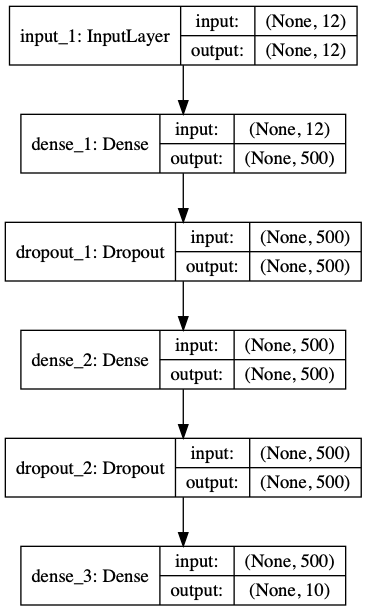 input_1: InputLayer
input: (None, 12)
output: (None, 12)
dense_1: Dense
input: (None, 12)
output: (None, 500)
dropout_1: Dropout
input: (None, 500)
output: (None, 500)
dense_2: Dense
input: (None, 500)
output: (None, 500)
dropout_2: Dropout
input: (None, 500)
output: (None, 500)
dense_3: Dense
input: (None, 500)
output: (None, 10)